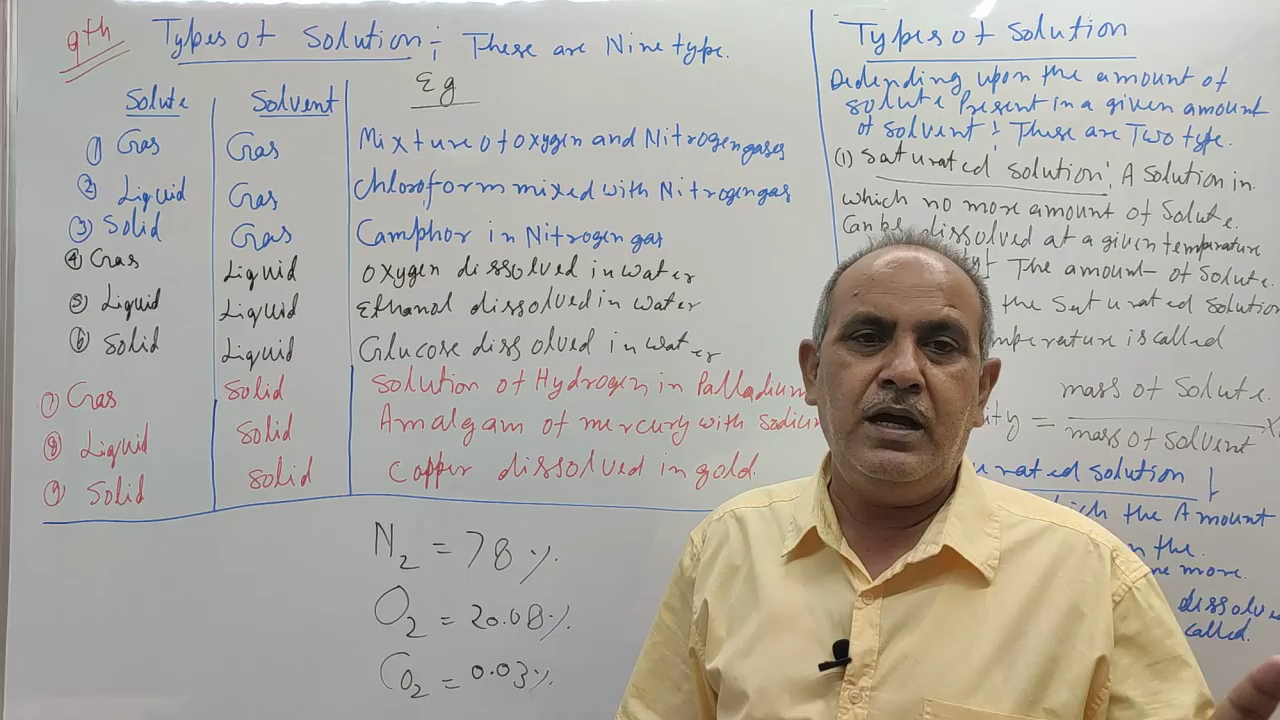 9th Types of Solution :- These are Nine type.
Solute Solvent Eg
① Gas Gas Mixture of oxygen and Nitrogen gases
② Liquid Gas Chloroform mixed with Nitrogen gas
③ Solid Gas Camphor in Nitrogen gas
④ Gas Liquid Oxygen dissolved in water
⑤ Liquid Liquid Ethanol dissolved in water
⑥ Solid Liquid Glucose dissolved in water
⑦ Gas Solid Solution of Hydrogen in Palladium
⑧ Liquid Solid Amalgam of mercury with Sodium
⑨ Solid Solid Copper dissolved in gold.
N2 = 78 %.
O2 = 20.08 %.
CO2 = 0.03 %.
Types of Solution
Depending upon the amount of
solute Present in a given amount
of solvent : These are Two type.
(1) Saturated solution : A Solution in
which no more amount of Solute.
Can be dissolved at a given temperature
The amount of Solute.
the Saturated Solution
is called
= mass of Solute.
mass of solvent ×
solution :
the Amount
the.
more.
dissolve
called.